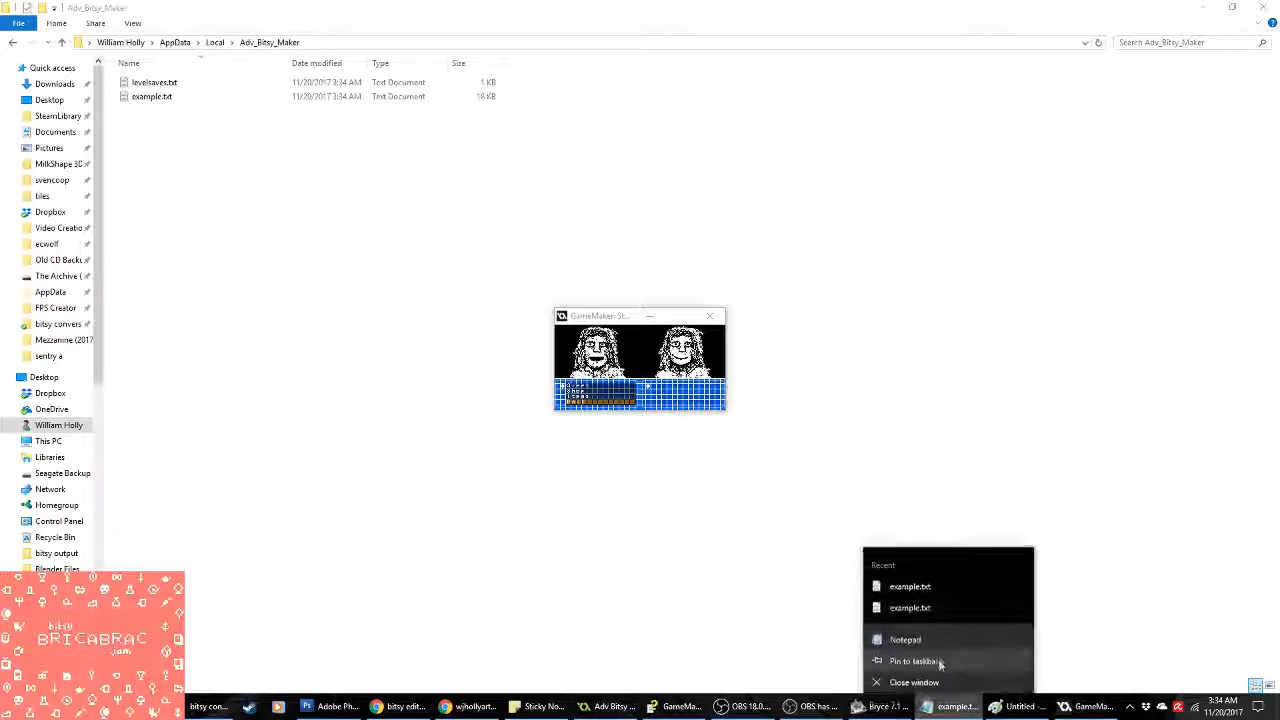 Adv_Bitsy_Maker
File Home Share View
William Holly AppData Local Adv_Bitsy_Maker Search Adv_Bitsy_Maker
Name Date modified Type Size
levelsaves.txt 11/20/2017 3:34 AM Text Document 1 KB
example.txt 11/20/2017 3:34 AM Text Document 18 KB
Quick access
Downloads
Desktop
SteamLibrary
Documents
Pictures
MilkShape 3D
svencoop
tiles
Dropbox
Video Creatio
ecwolf
Old CD Backu
The Archive (
AppData
FPS Creator
bitsy convers
Mezzanine (2017
sentry a
Desktop
Dropbox
OneDrive
William Holly
This PC
Libraries
Seagate Backup
Network
Homegroup
Control Panel
Recycle Bin
bitsy output
Blender Files
GameMaker: St...
bitsy
BRICABRAC
jam
Recent
example.txt
example.txt
Notepad
Pin to taskbar
Close window
bitsy con... Adobe Ph... bitsy edit... wjhollyart... Sticky No... Adv Bitsy ... GameMa... OBS 18.0... OBS has ... Bryce 7.1 ... example.t... Untitled -... GameMa... 3:34 AM
11/20/2017